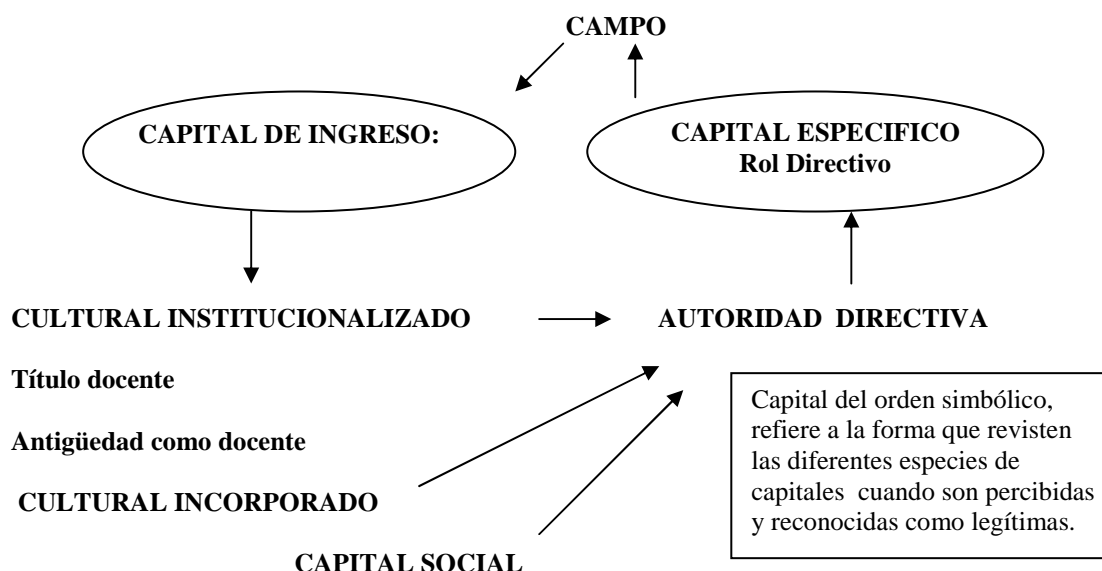 CAMPO
CAPITAL DE INGRESO:
CAPITAL ESPECIFICO
Rol Directivo
CULTURAL INSTITUCIONALIZADO
AUTORIDAD DIRECTIVA
Título docente
Antigüedad como docente
CULTURAL INCORPORADO
CAPITAL SOCIAL
Capital del orden simbólico,
refiere a la forma que revisten
las diferentes especies de
capitales cuando son percibidas
y reconocidas como legítimas.